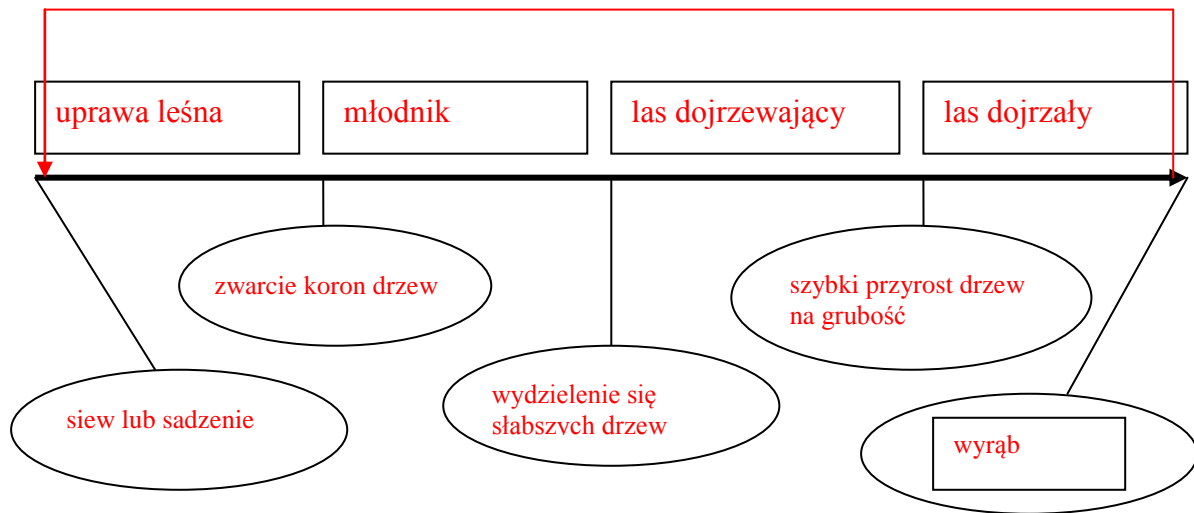 uprawa leśna
młodnik
las dojrzewający
las dojrzały
zwarcie koron drzew
szybki przyrost drzew
na grubość
siew lub sadzenie
wydzielenie się
słabszych drzew
wyrąb